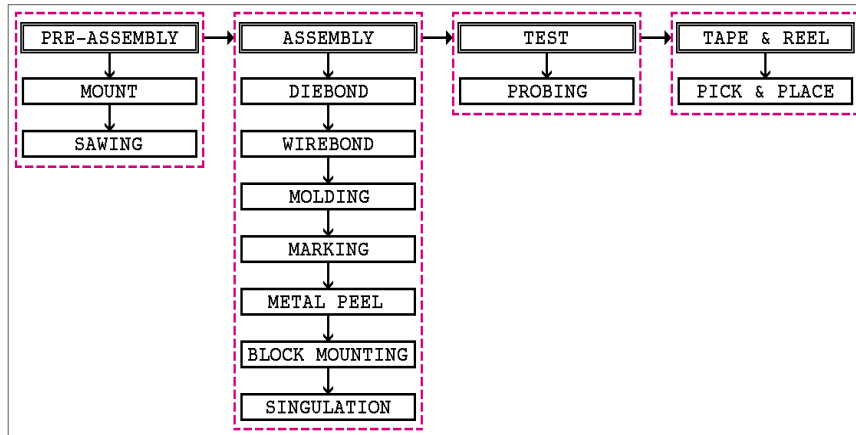 PRE-ASSEMBLY
MOUNT
SAWING
ASSEMBLY
DIEBOND
WIREBOND
MOLDING
MARKING
METAL PEEL
BLOCK MOUNTING
SINGULATION
TEST
PROBING
TAPE & REEL
PICK & PLACE